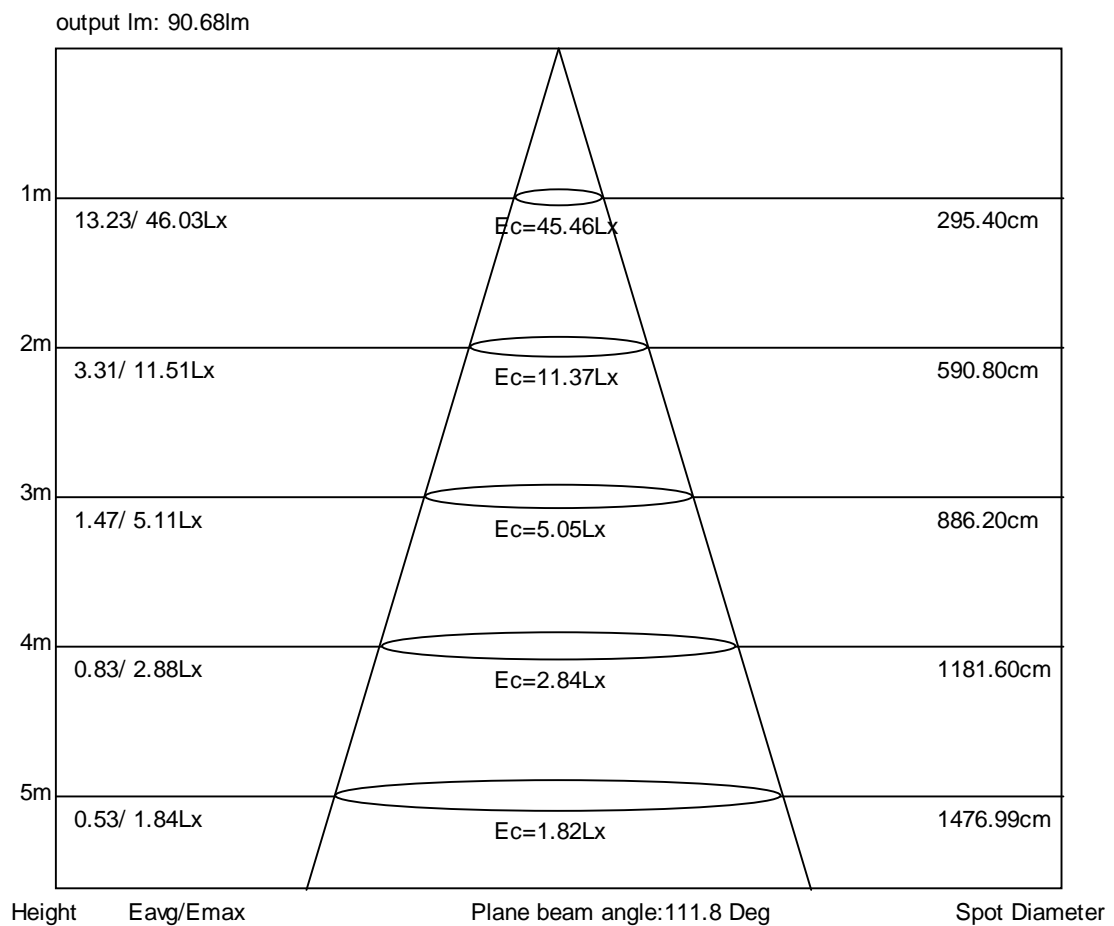 output lm: 90.68lm
1m
13.23/ 46.03Lx
Ec=45.46Lx
295.40cm
2m
3.31/ 11.51Lx
Ec=11.37Lx
590.80cm
3m
1.47/ 5.11Lx
Ec=5.05Lx
886.20cm
4m
0.83/ 2.88Lx
Ec=2.84Lx
1181.60cm
5m
0.53/ 1.84Lx
Ec=1.82Lx
1476.99cm
Height Eavg/Emax Plane beam angle:111.8 Deg Spot Diameter